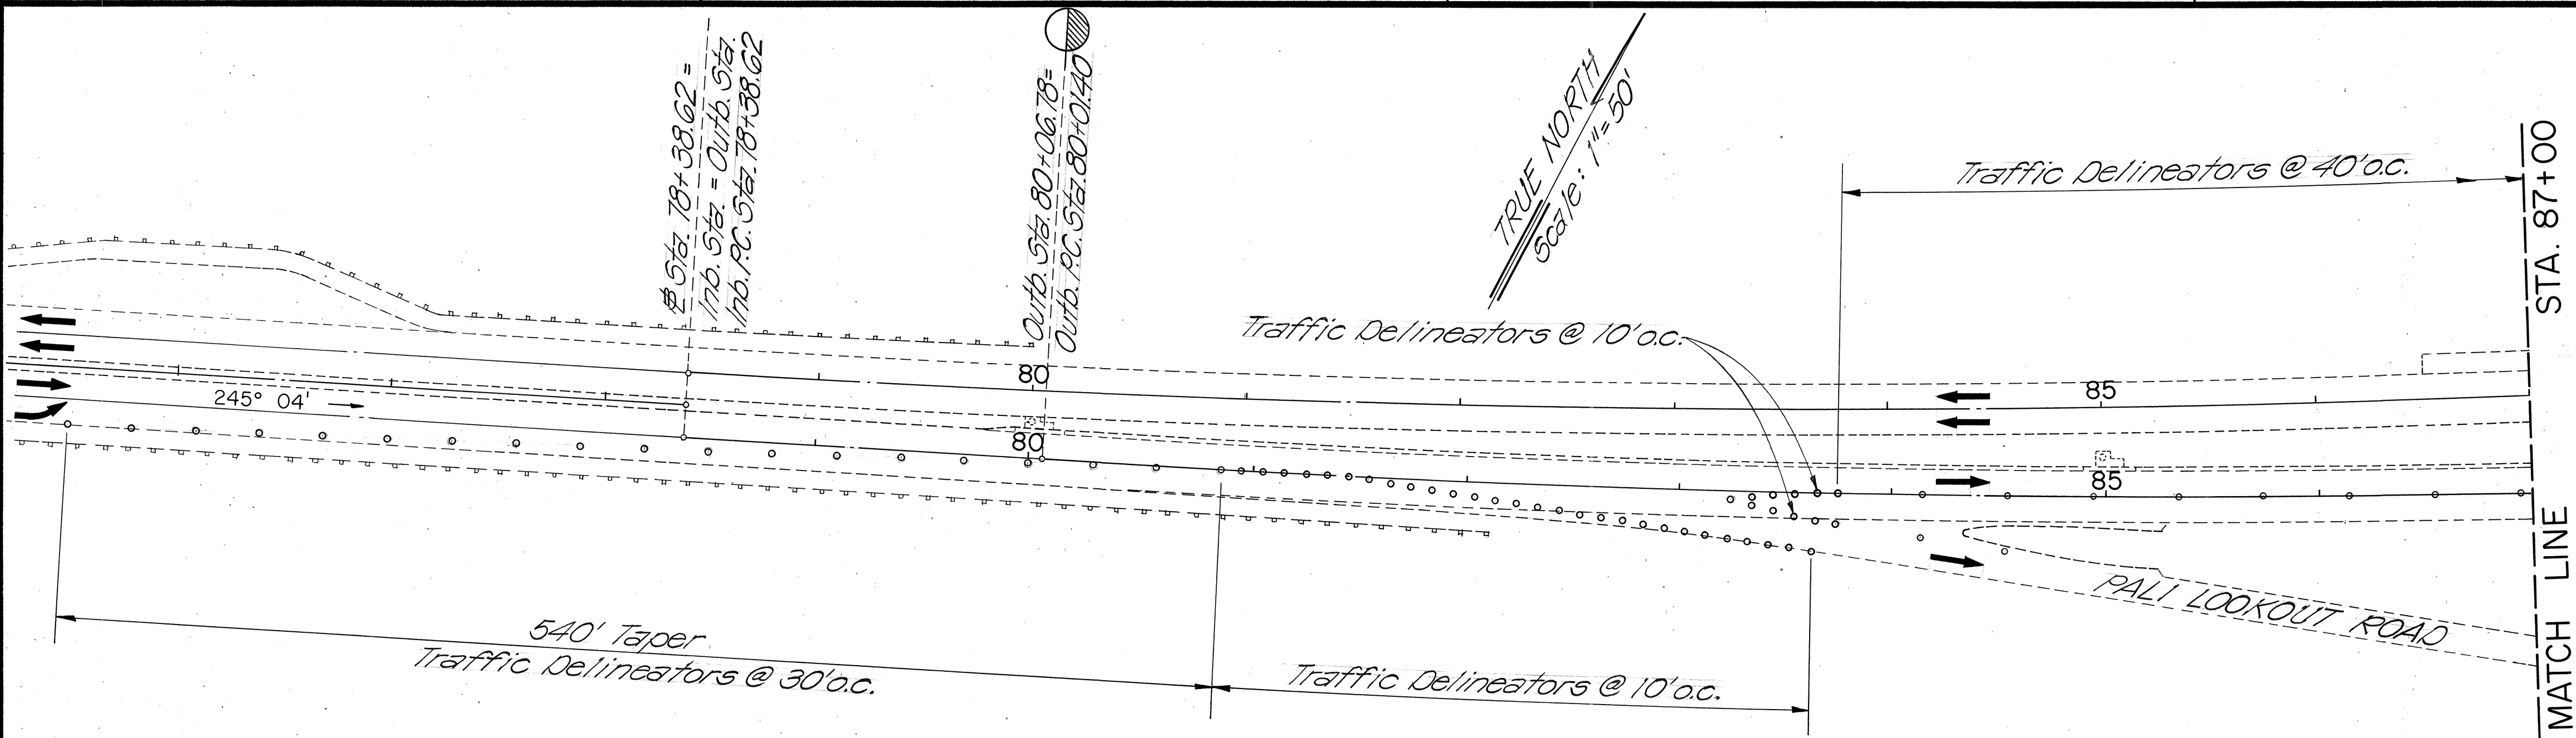 ℔ Sta. 78+38.62 =
Inb. Sta. = Outb. Sta.
Inb. P.C. Sta. 78+38.62
Outb. Sta. 80+06.78=
Outb. P.C. Sta. 80+01.40
TRUE NORTH
Scale: 1"= 50'
Traffic Delineators @ 40' o.c.
STA. 87+00
Traffic Delineators @ 10' o.c.
80
85
245° 04'
80
85
PALI LOOKOUT ROAD
MATCH LINE
540' Taper
Traffic Delineators @ 30' o.c.
Traffic Delineators @ 10' o.c.